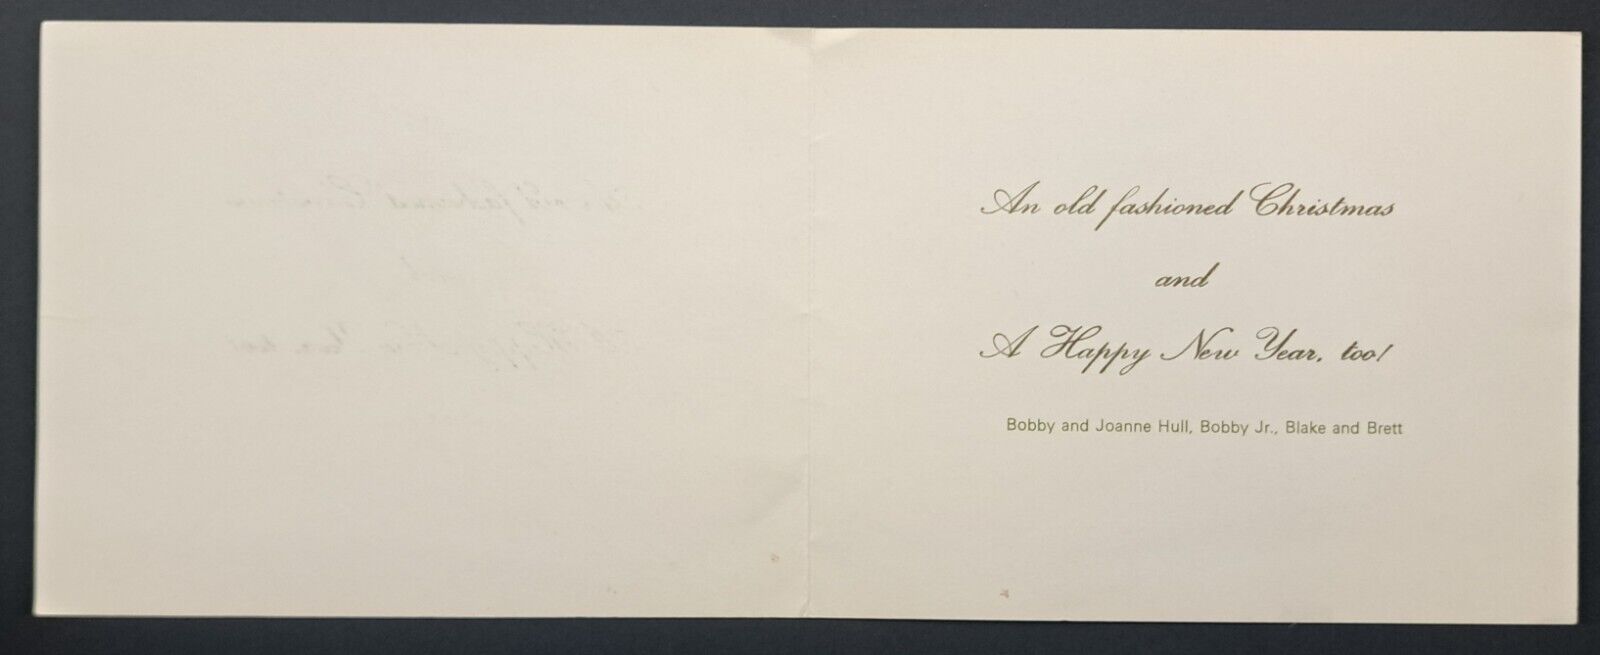 An old fashioned Christmas
and
A Happy New Year, too!
Bobby and Joanne Hull, Bobby Jr., Blake and Brett